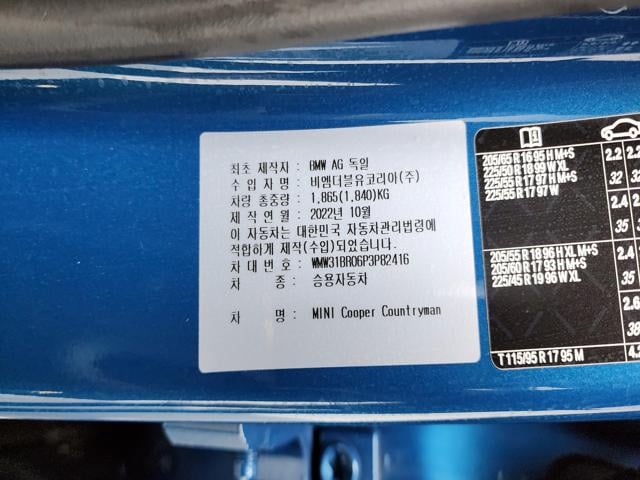 최초 제작자 : BMW AG 독일
수 입 자 명 : 비엠더블유코리아(주)
차량 총중량 : 1,865(1,840)KG
제 작 연 월 : 2022년 10월
이 자동차는 대한민국 자동차관리법령에
적합하게 제작(수입)되었습니다.
차 대 번 호 : WMW31BR06P3P82416
차 종 : 승용자동차
차 명 : MINI Cooper Countryman
205/65 R 16 95 H M+S
225/50 R 18 99 W XL
225/55 R 17 97 H M+S
225/55 R 17 97 W
2.2
32
2.4
35
205/55 R 18 96 H XL M+S
205/60 R 17 93 H M+S
225/45 R 19 96 W XL
2.4
35
2.6
38
T 115/95 R 17 95 M